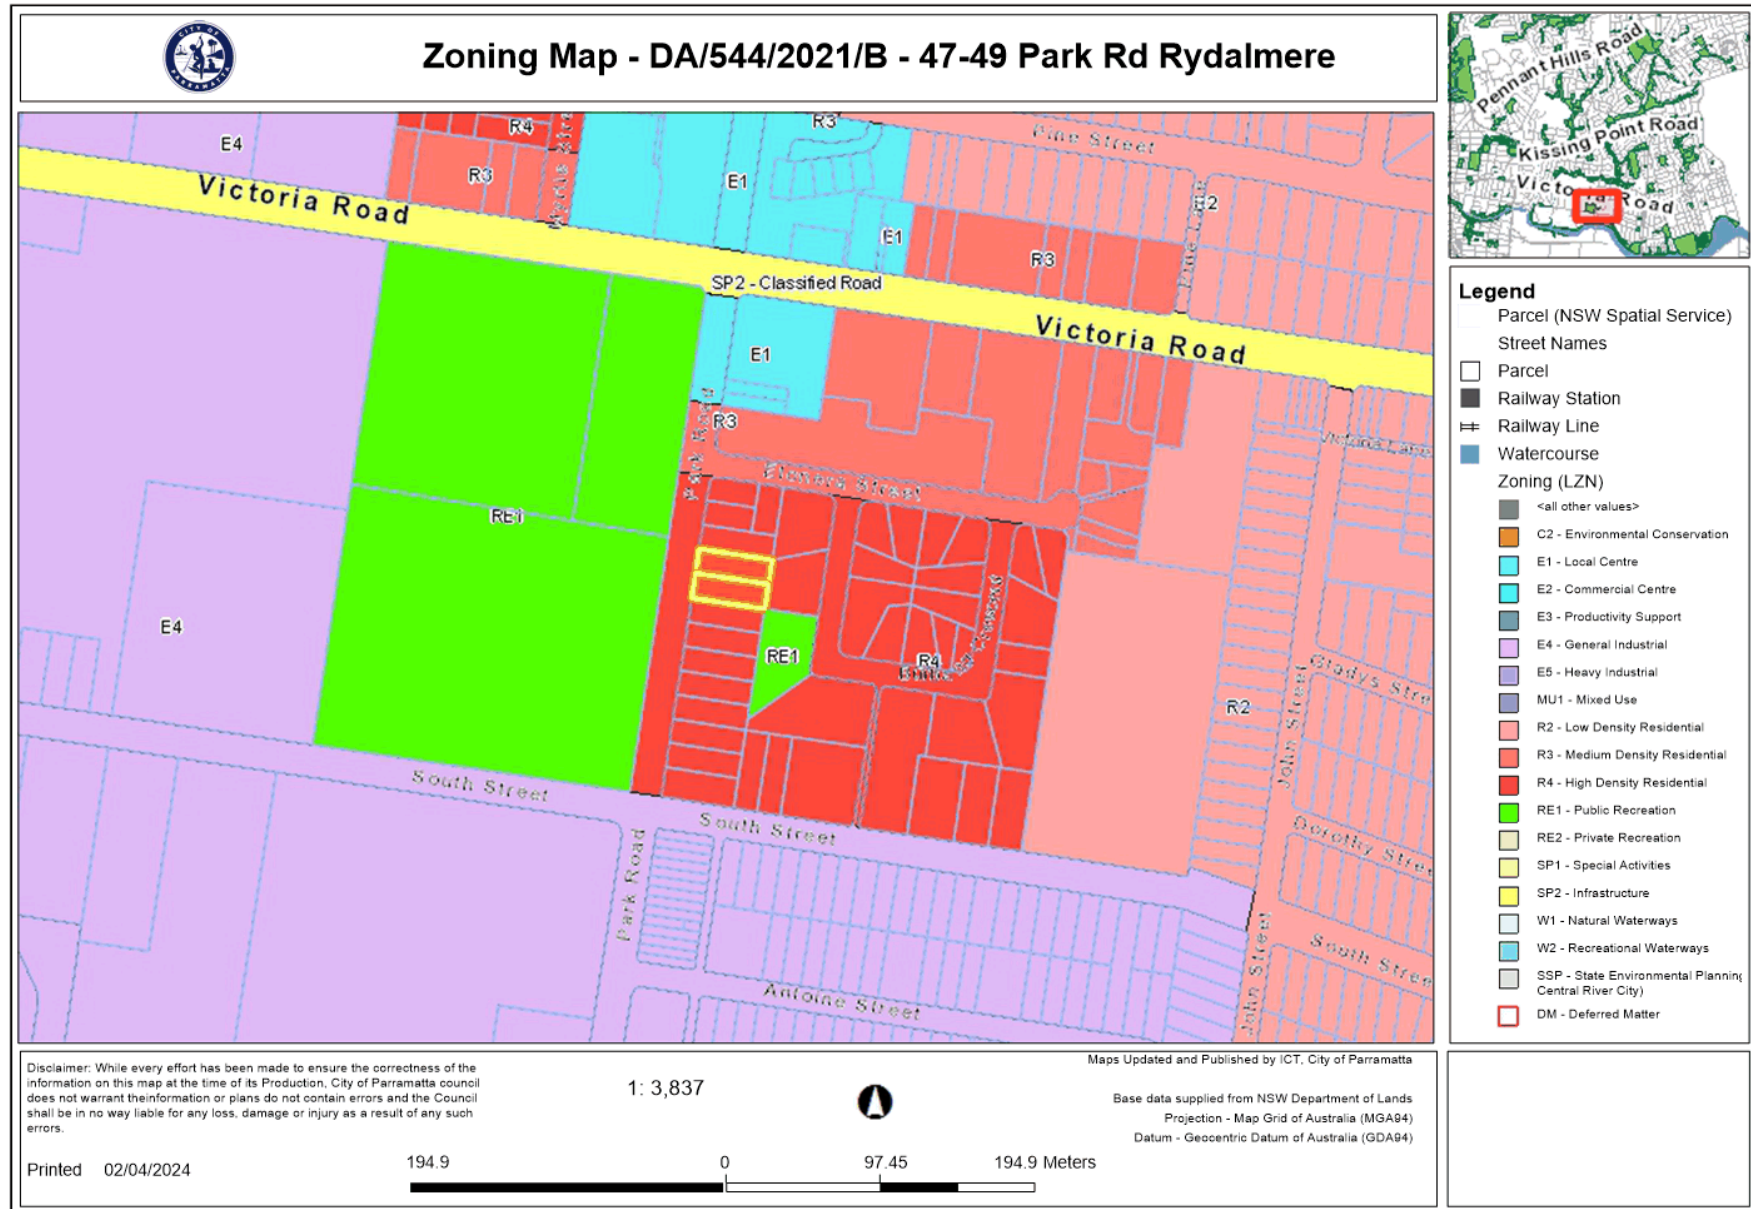 CITY OF
PARRAMATTA
Zoning Map - DA/544/2021/B - 47-49 Park Rd Rydalmere
Pennant Hills Road
Kissing Point Road
Victo
Road
R4
R3
E4
Pine Street
R3
E1
Victoria Road
E1
R3
SP2 - Classified Road
Victoria Road
E1
Park Road
R3
RE1
E4
RE1
R4
R2
John Street
Gladys Stre
Dorothy Stree
South Street
South Street
Park Road
John Street
South Stree
Antoine Street
Legend
Parcel (NSW Spatial Service)
Street Names
Parcel
Railway Station
Railway Line
Watercourse
Zoning (LZN)
<all other values>
C2 - Environmental Conservation
E1 - Local Centre
E2 - Commercial Centre
E3 - Productivity Support
E4 - General Industrial
E5 - Heavy Industrial
MU1 - Mixed Use
R2 - Low Density Residential
R3 - Medium Density Residential
R4 - High Density Residential
RE1 - Public Recreation
RE2 - Private Recreation
SP1 - Special Activities
SP2 - Infrastructure
W1 - Natural Waterways
W2 - Recreational Waterways
SSP - State Environmental Planning
Central River City)
DM - Deferred Matter
Disclaimer: While every effort has been made to ensure the correctness of the
information on this map at the time of its Production, City of Parramatta council
does not warrant theinformation or plans do not contain errors and the Council
shall be in no way liable for any loss, damage or injury as a result of any such
errors.
Printed 02/04/2024
1: 3,837
194.9 0 97.45 194.9 Meters
Maps Updated and Published by ICT, City of Parramatta
Base data supplied from NSW Department of Lands
Projection - Map Grid of Australia (MGA94)
Datum - Geocentric Datum of Australia (GDA94)